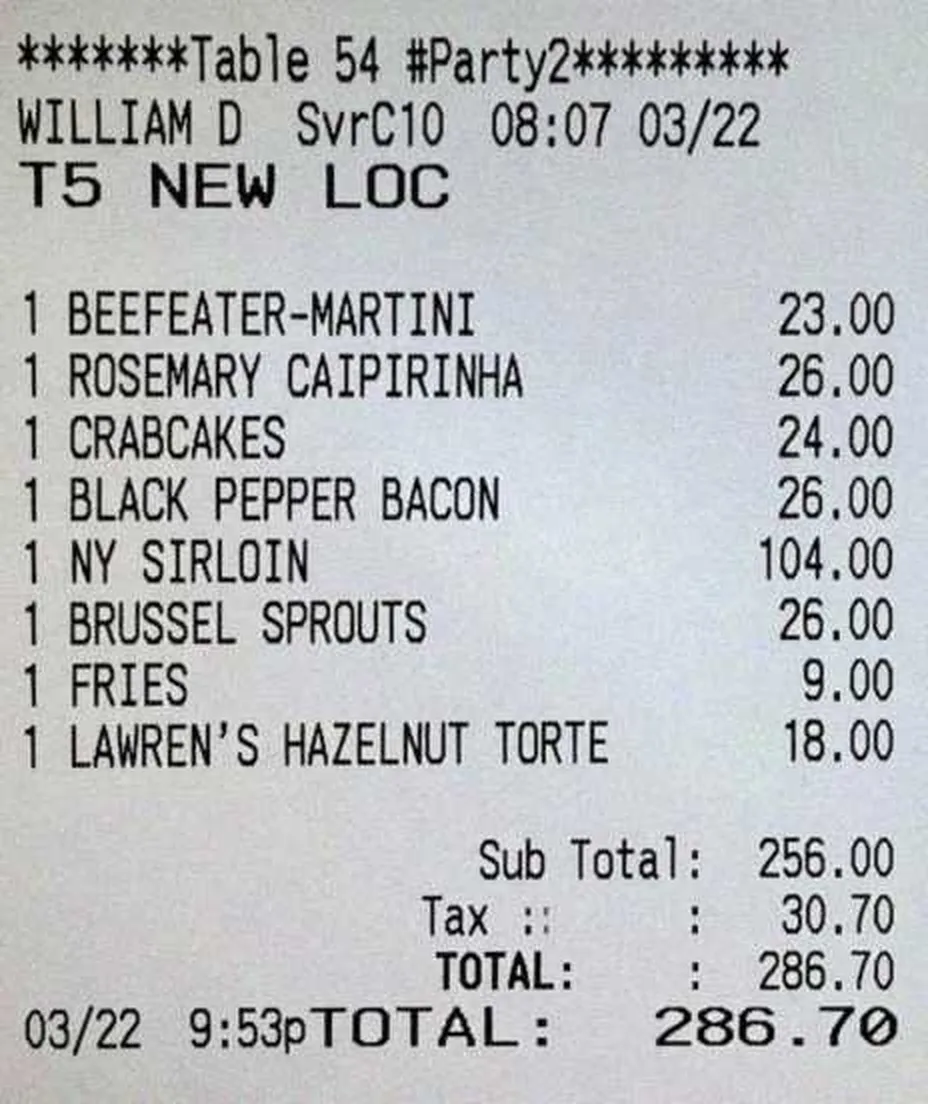 *******Table 54 #Party2*********
WILLIAM D SvrC10 08:07 03/22
T5 NEW LOC
1 BEEFEATER-MARTINI 23.00
1 ROSEMARY CAIPIRINHA 26.00
1 CRABCAKES 24.00
1 BLACK PEPPER BACON 26.00
1 NY SIRLOIN 104.00
1 BRUSSEL SPROUTS 26.00
1 FRIES 9.00
1 LAWREN'S HAZELNUT TORTE 18.00
Sub Total: 256.00
Tax :: : 30.70
TOTAL: : 286.70
03/22 9:53pTOTAL: 286.70